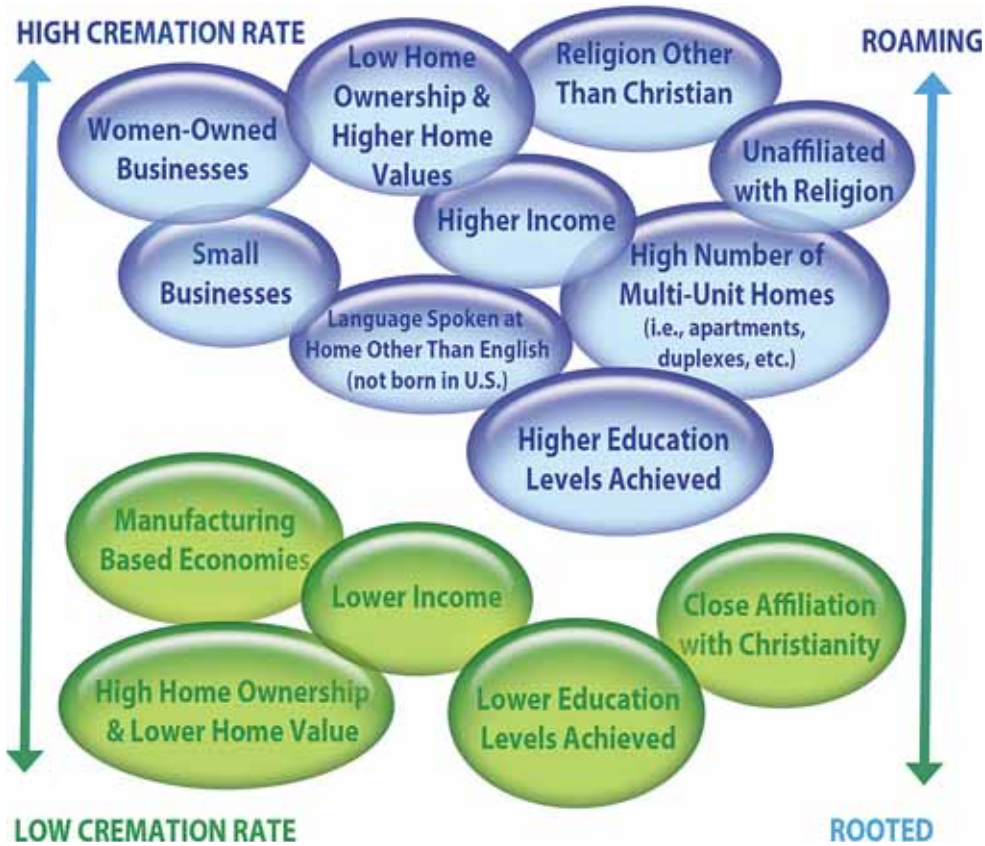 HIGH CREMATION RATE
ROAMING
Low Home
Ownership &
Higher Home
Values
Religion Other
Than Christian
Women-Owned
Businesses
Unaffiliated
with Religion
Higher Income
Small
Businesses
High Number of
Multi-Unit Homes
(i.e., apartments,
duplexes, etc.)
Language Spoken at
Home Other Than English
(not born in U.S.)
Higher Education
Levels Achieved
Manufacturing
Based Economies
Lower Income
Close Affiliation
with Christianity
High Home Ownership
& Lower Home Value
Lower Education
Levels Achieved
LOW CREMATION RATE
ROOTED